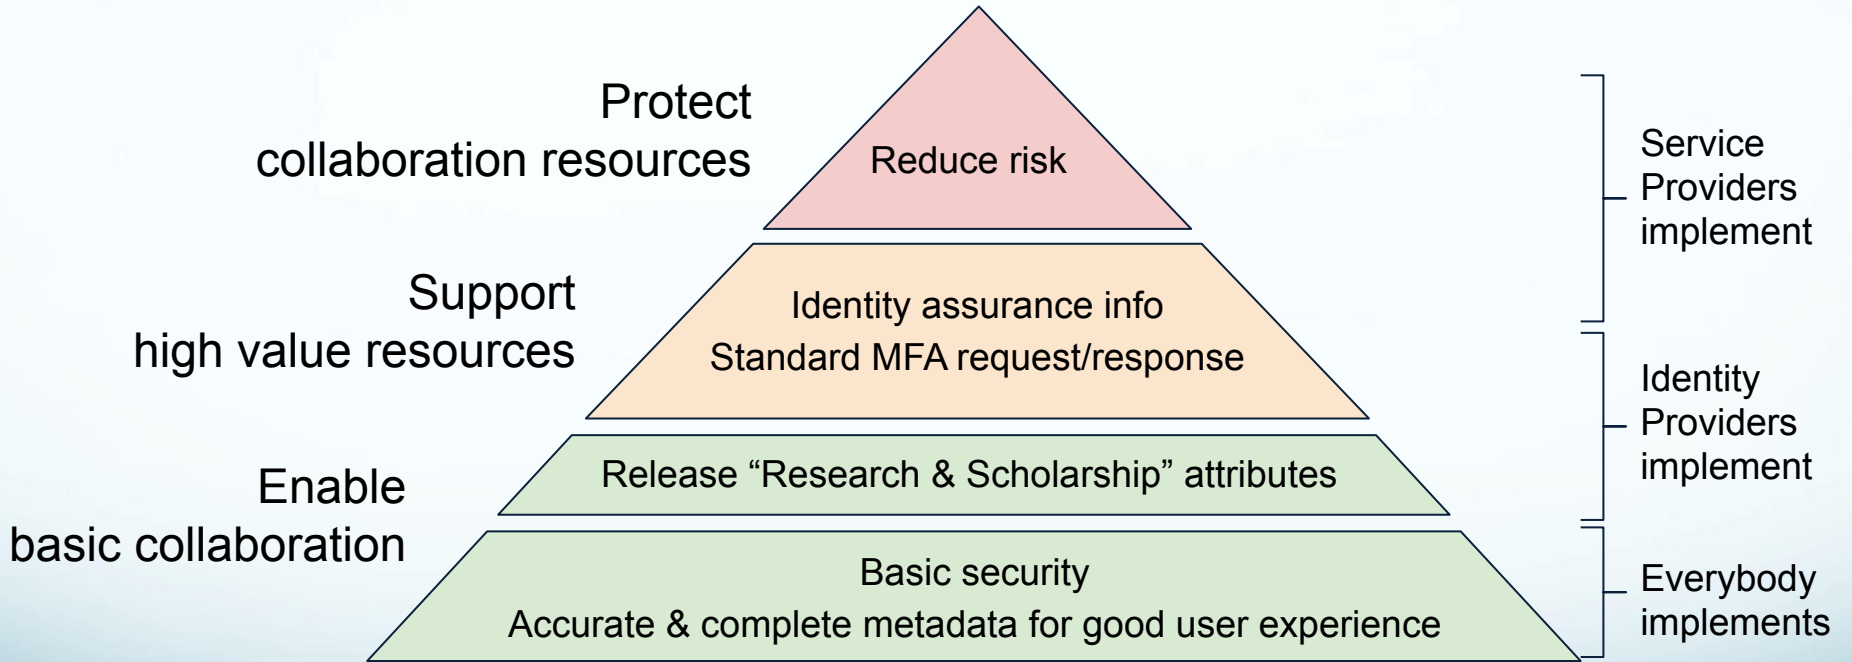 Protect
collaboration resources
Reduce risk
Service
Providers
implement
Support
high value resources
Identity assurance info
Standard MFA request/response
Identity
Providers
implement
Enable
basic collaboration
Release “Research & Scholarship” attributes
Basic security
Accurate & complete metadata for good user experience
Everybody
implements